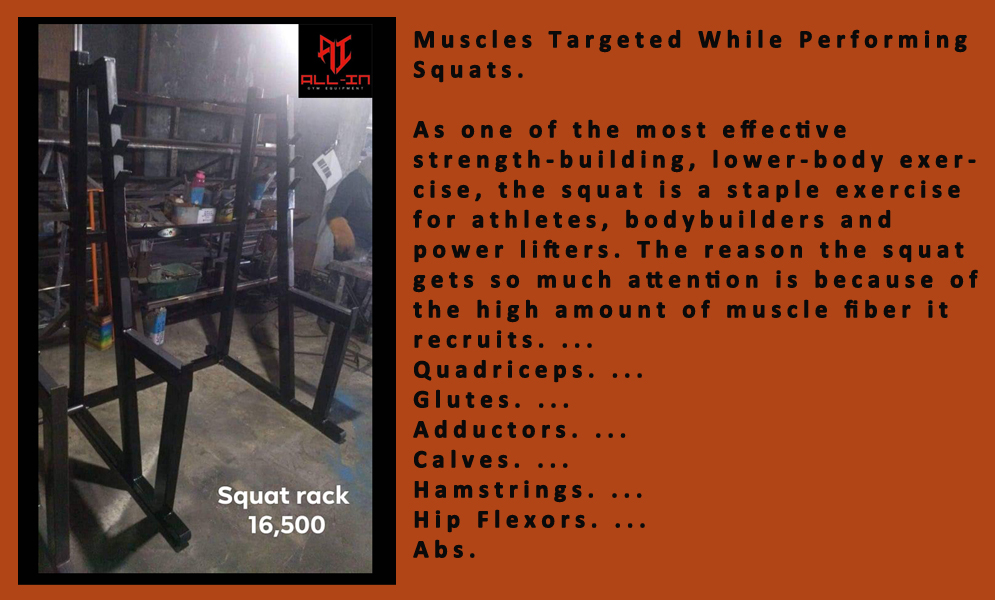 ALL-IN
GYM EQUIPMENT
Squat rack
16,500
Muscles Targeted While Performing
Squats.
As one of the most effective
strength-building, lower-body exer-
cise, the squat is a staple exercise
for athletes, bodybuilders and
power lifters. The reason the squat
gets so much attention is because of
the high amount of muscle fiber it
recruits. ...
Quadriceps. ...
Glutes. ...
Adductors. ...
Calves. ...
Hamstrings. ...
Hip Flexors. ...
Abs.